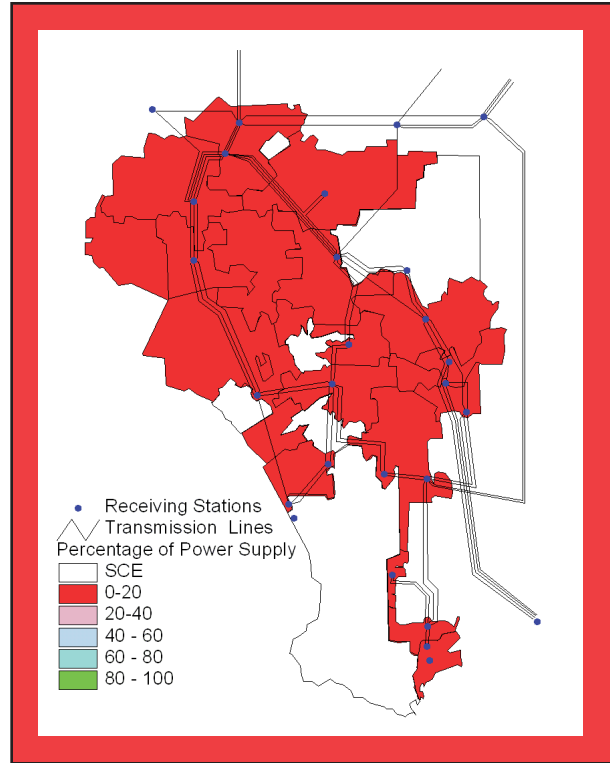 Receiving Stations
Transmission Lines
Percentage of Power Supply
SCE
0-20
20-40
40 - 60
60 - 80
80 - 100